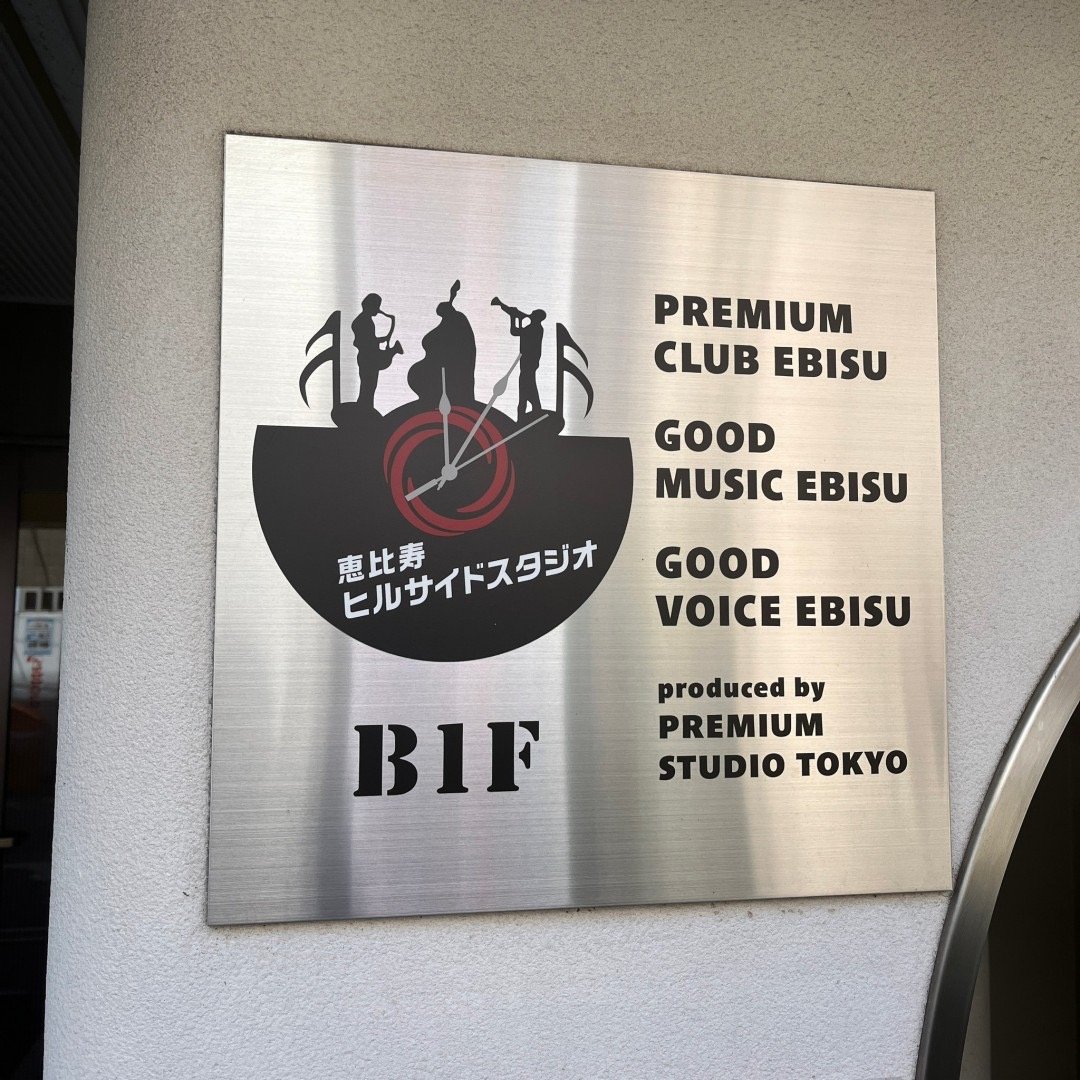 恵比寿
ヒルサイドスタジオ
B1F
PREMIUM
CLUB EBISU
GOOD
MUSIC EBISU
GOOD
VOICE EBISU
produced by
PREMIUM
STUDIO TOKYO